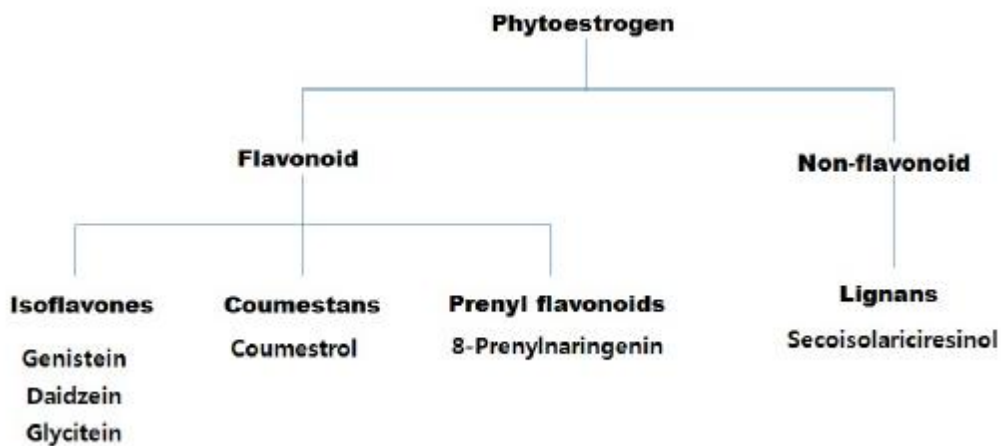 Phytoestrogen
Flavonoid
Non-flavonoid
Isoflavones
Coumestans
Prenyl flavonoids
Lignans
Genistein
Daidzein
Glycitein
Coumestrol
8-Prenylnaringenin
Secoisolariciresinol